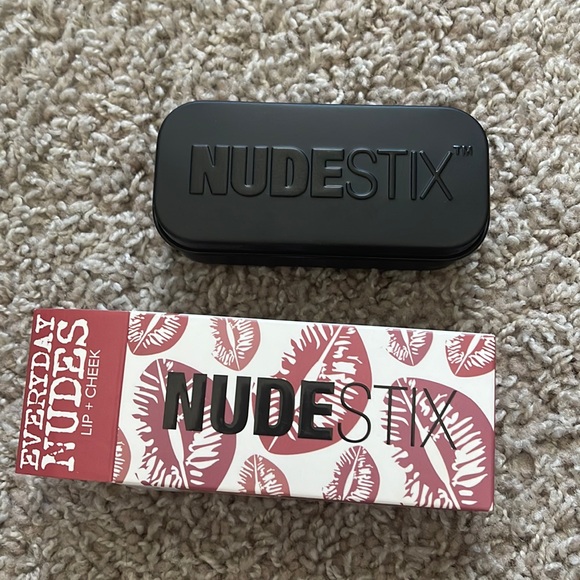 NUDESTIX™
EVERYDAY
NUDES
LIP + CHEEK
NUDESTIX